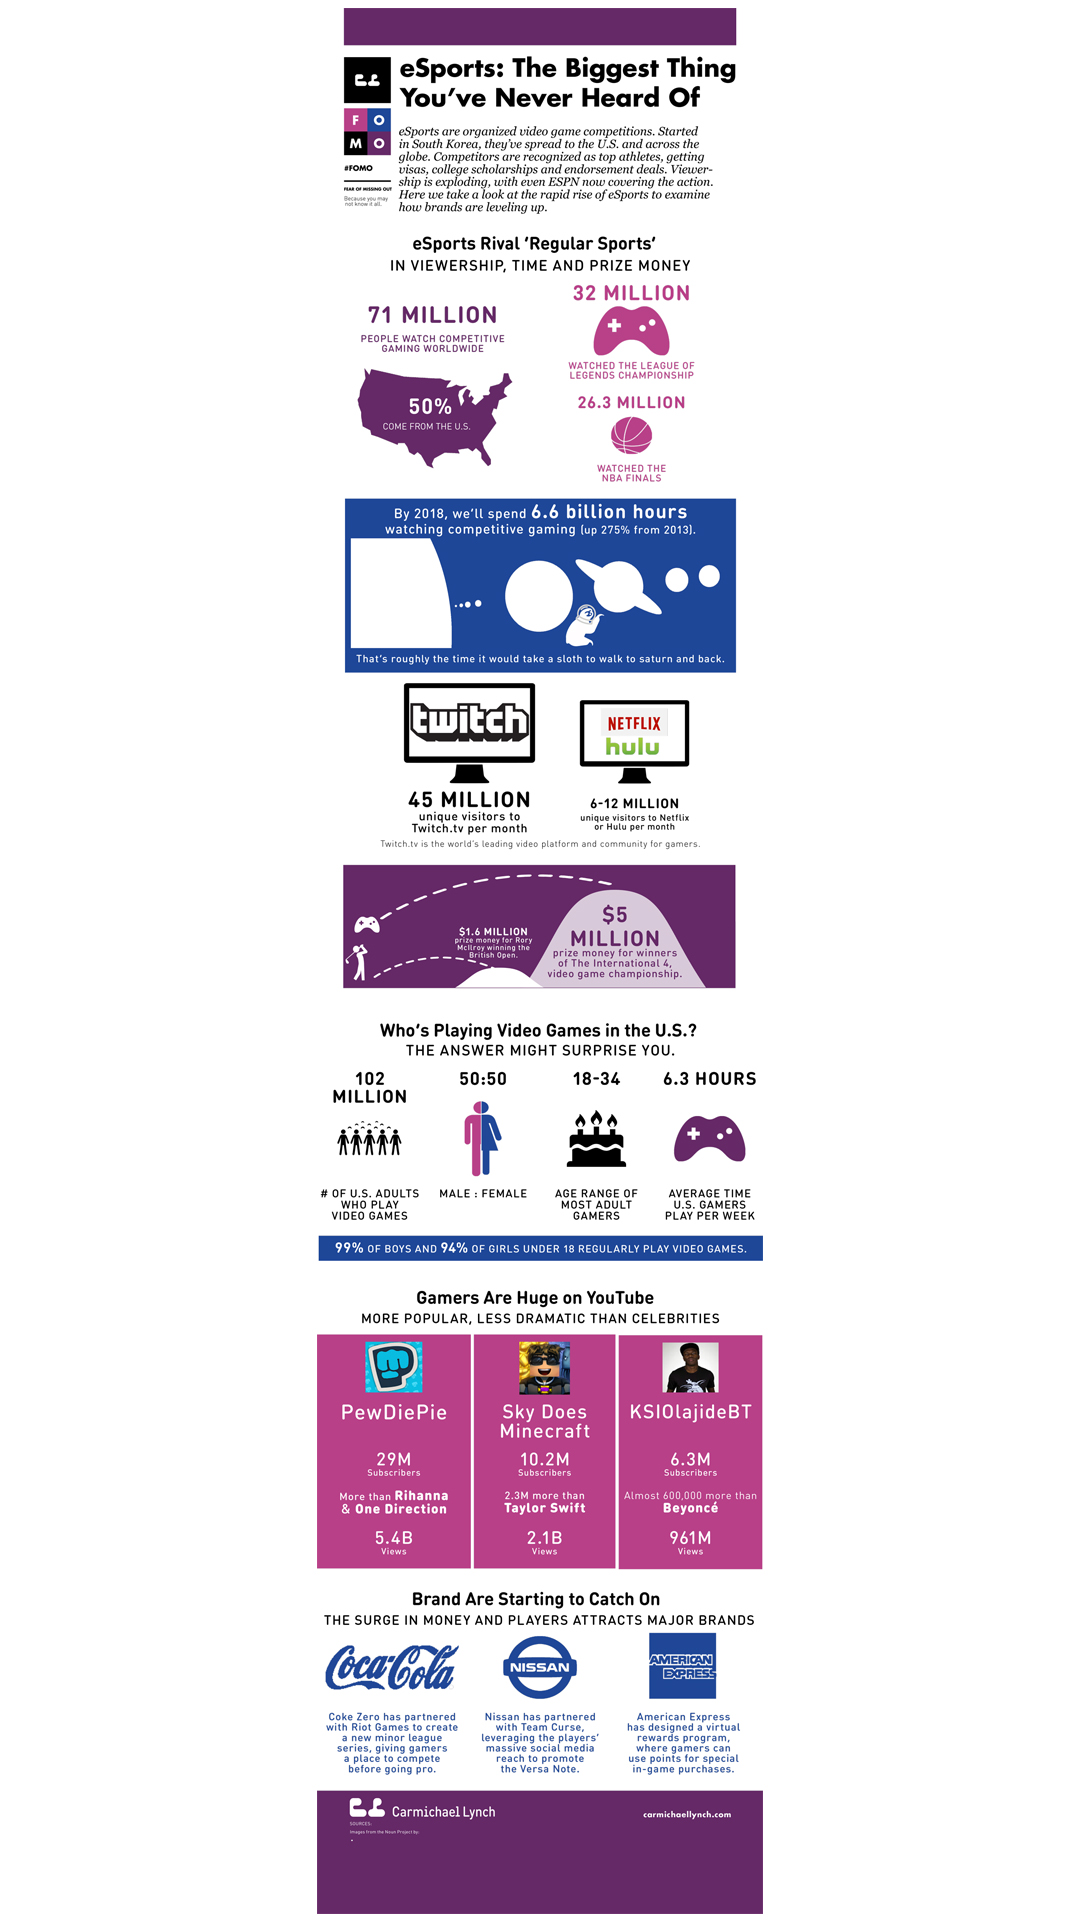 eSports: The Biggest Thing
You've Never Heard Of
F O
M O
#FOMO
FEAR OF MISSING OUT
Because you may
not know it all.
eSports are organized video game competitions. Started
in South Korea, they've spread to the U.S. and across the
globe. Competitors are recognized as top athletes, getting
visas, college scholarships and endorsement deals. Viewer-
ship is exploding, with even ESPN now covering the action.
Here we take a look at the rapid rise of eSports to examine
how brands are leveling up.
eSports Rival 'Regular Sports'
IN VIEWERSHIP, TIME AND PRIZE MONEY
71 MILLION
PEOPLE WATCH COMPETITIVE
GAMING WORLDWIDE
50%
COME FROM THE U.S.
32 MILLION
WATCHED THE LEAGUE OF
LEGENDS CHAMPIONSHIP
26.3 MILLION
WATCHED THE
NBA FINALS
By 2018, we'll spend 6.6 billion hours
watching competitive gaming (up 275% from 2013).
That's roughly the time it would take a sloth to walk to saturn and back.
twitch
45 MILLION
unique visitors to
Twitch.tv per month
NETFLIX
hulu
6-12 MILLION
unique visitors to Netflix
or Hulu per month
Twitch.tv is the world's leading video platform and community for gamers.
$1.6 MILLION
prize money for Rory
McIlroy winning the
British Open.
$5
MILLION
prize money for winners
of The International 4,
video game championship.
Who's Playing Video Games in the U.S.?
THE ANSWER MIGHT SURPRISE YOU.
102
MILLION
# OF U.S. ADULTS
WHO PLAY
VIDEO GAMES
50:50
MALE : FEMALE
18-34
AGE RANGE OF
MOST ADULT
GAMERS
6.3 HOURS
AVERAGE TIME
U.S. GAMERS
PLAY PER WEEK
99% OF BOYS AND 94% OF GIRLS UNDER 18 REGULARLY PLAY VIDEO GAMES.
Gamers Are Huge on YouTube
MORE POPULAR, LESS DRAMATIC THAN CELEBRITIES
PewDiePie
29M
Subscribers
More than Rihanna
& One Direction
5.4B
Views
Sky Does
Minecraft
10.2M
Subscribers
2.3M more than
Taylor Swift
2.1B
Views
KSIOlajideBT
6.3M
Subscribers
Almost 600,000 more than
Beyoncé
961M
Views
Brand Are Starting to Catch On
THE SURGE IN MONEY AND PLAYERS ATTRACTS MAJOR BRANDS
Coca-Cola
Coke Zero has partnered
with Riot Games to create
a new minor league
series, giving gamers
a place to compete
before going pro.
NISSAN
Nissan has partnered
with Team Curse,
leveraging the players'
massive social media
reach to promote
the Versa Note.
AMERICAN
EXPRESS
American Express
has designed a virtual
rewards program,
where gamers can
use points for special
in-game purchases.
Carmichael Lynch
carmichaellynch.com
SOURCES:
Images from the Noun Project by: